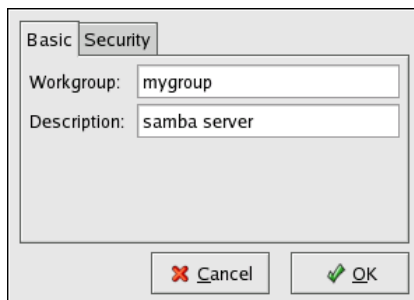 Basic Security
Workgroup: mygroup
Description: samba server
Cancel OK